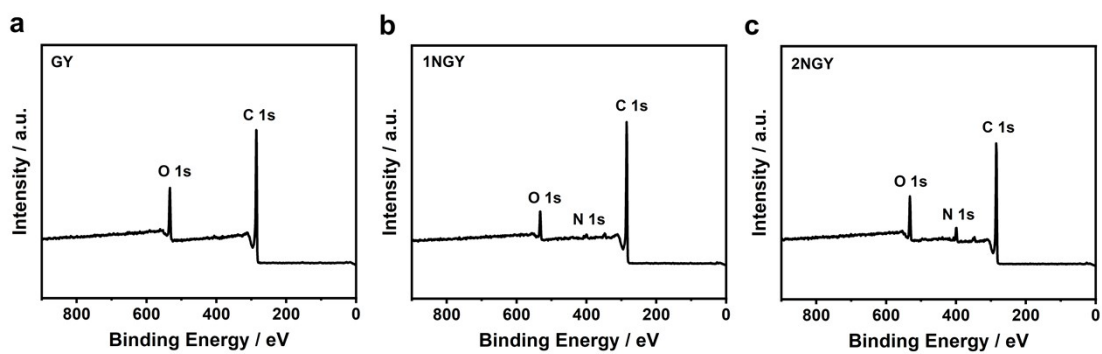 a
GY
C 1s
O 1s
Intensity / a.u.
800 600 400 200 0
Binding Energy / eV
b
1NGY
C 1s
O 1s
N 1s
Intensity / a.u.
800 600 400 200 0
Binding Energy / eV
c
2NGY
C 1s
O 1s
N 1s
Intensity / a.u.
800 600 400 200 0
Binding Energy / eV